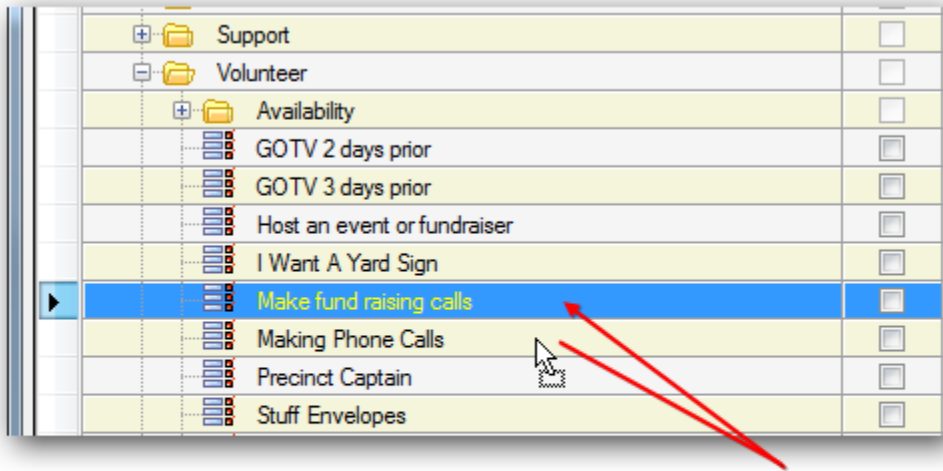 Support
Volunteer
Availability
GOTV 2 days prior
GOTV 3 days prior
Host an event or fundraiser
I Want A Yard Sign
Make fund raising calls
Making Phone Calls
Precinct Captain
Stuff Envelopes